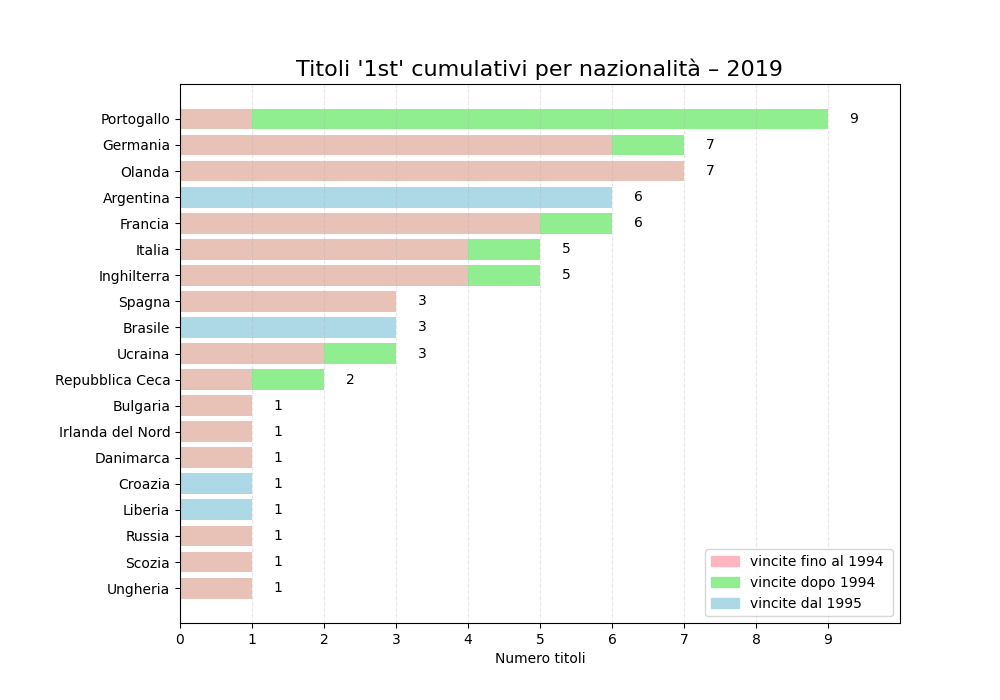 Titoli '1st' cumulativi per nazionalità – 2019
Portogallo 9
Germania 7
Olanda 7
Argentina 6
Francia 6
Italia 5
Inghilterra 5
Spagna 3
Brasile 3
Ucraina 3
Repubblica Ceca 2
Bulgaria 1
Irlanda del Nord 1
Danimarca 1
Croazia 1
Liberia 1
Russia 1
Scozia 1
Ungheria 1
vincite fino al 1994
vincite dopo 1994
vincite dal 1995
0 1 2 3 4 5 6 7 8 9
Numero titoli